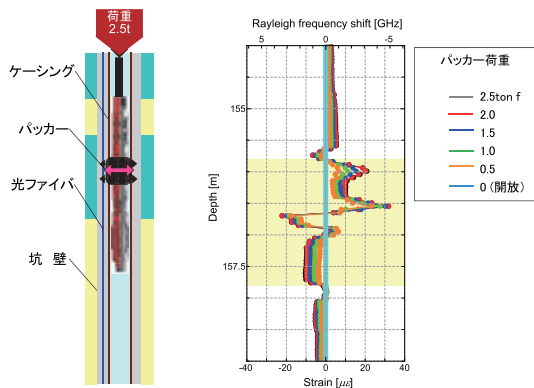 荷重
2.5t
ケーシング
パッカー
光ファイバ
坑 壁
Rayleigh frequency shift [GHz]
5 0 -5
155
157.5
Depth [m]
-40 -20 0 20 40
Strain [με]
パッカー荷重
2.5ton f
2.0
1.5
1.0
0.5
0 (開放)